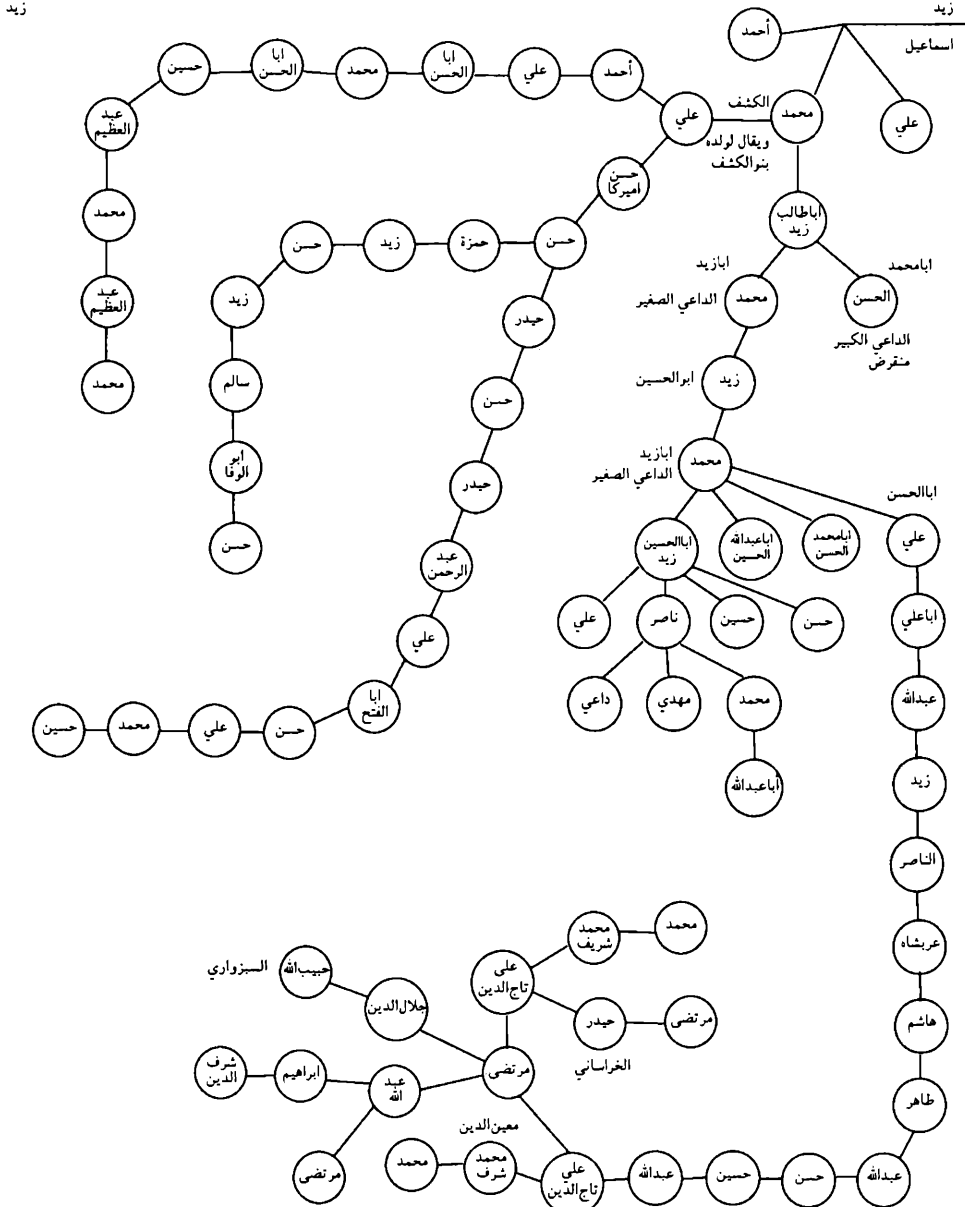 زيد
زيد
اسماعيل
أحمد
علي
محمد
الكشف
ويقال لولده
بنوالكشف
علي
أحمد
علي
ابا
الحسن
محمد
ابا
الحسن
حسين
عبد
العظيم
محمد
عبد
العظيم
محمد
حسن
اميركا
حسن
حمزة
زيد
حسن
زيد
سالم
ابو
الوفا
حسن
حيدر
حسن
حيدر
عبد
الرحمن
علي
ابا
الفتح
حسن
علي
محمد
حسين
اباطالب
زيد
ابامحمد
الحسن
الداعي الكبير
منقرض
ابازيد
محمد
الداعي الصغير
زيد
ابوالحسين
ابازيد
محمد
الداعي الصغير
اباالحسن
علي
ابامحمد
الحسن
اباعبدالله
الحسين
اباالحسين
زيد
علي
ناصر
حسين
حسن
داعي
مهدي
محمد
أباعبدالله
اباعلي
عبدالله
زيد
الناصر
عربشاه
هاشم
طاهر
عبدالله
حسن
حسين
عبدالله
علي
تاج‌الدين
معين‌الدين
محمد
شرف
محمد
مرتضى
علي
تاج‌الدين
محمد
شريف
محمد
حيدر
الخراساني
مرتضى
جلال‌الدين
حبيب‌الله
السبزواري
عبد
الله
ابراهيم
شرف
الدين
مرتضى